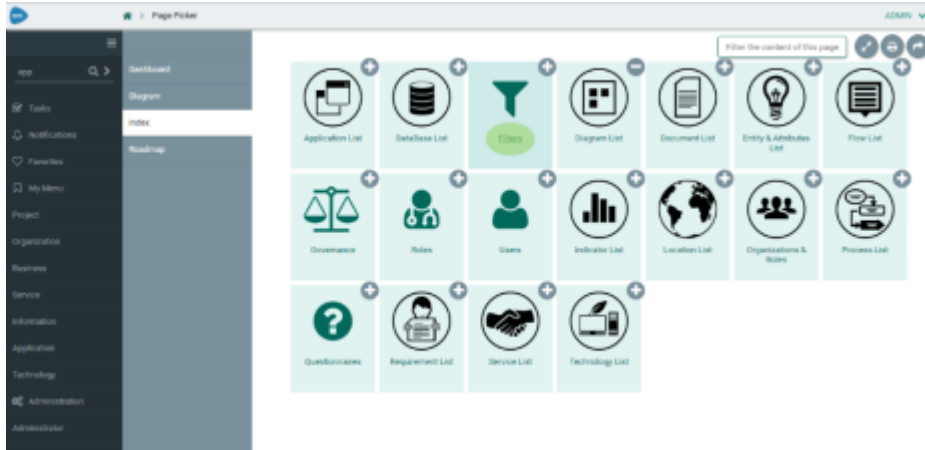 Page Picker
ADMIN
Filter the content of this page
Tasks
Notifications
Favorites
My Menu
Project
Organization
Business
Service
Information
Application
Technology
Administration
Administrator
Dashboard
Diagram
Index
Roadmap
Application List
DataBase List
Filters
Diagram List
Document List
Entity & Attributes
List
Flow List
Governance
Roles
Users
Indicator List
Location List
Organizations &
Roles
Process List
Questionnaires
Requirement List
Service List
Technology List